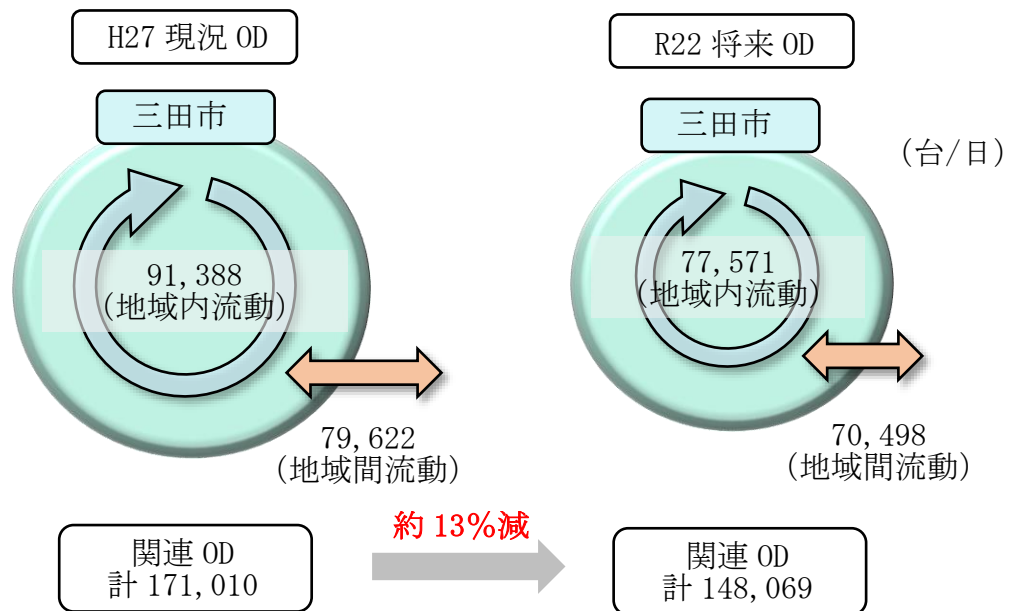 H27 現況 OD
三田市
91,388
(地域内流動)
79,622
(地域間流動)
関連 OD
計 171,010
約 13%減
R22 将来 OD
三田市
(台/日)
77,571
(地域内流動)
70,498
(地域間流動)
関連 OD
計 148,069